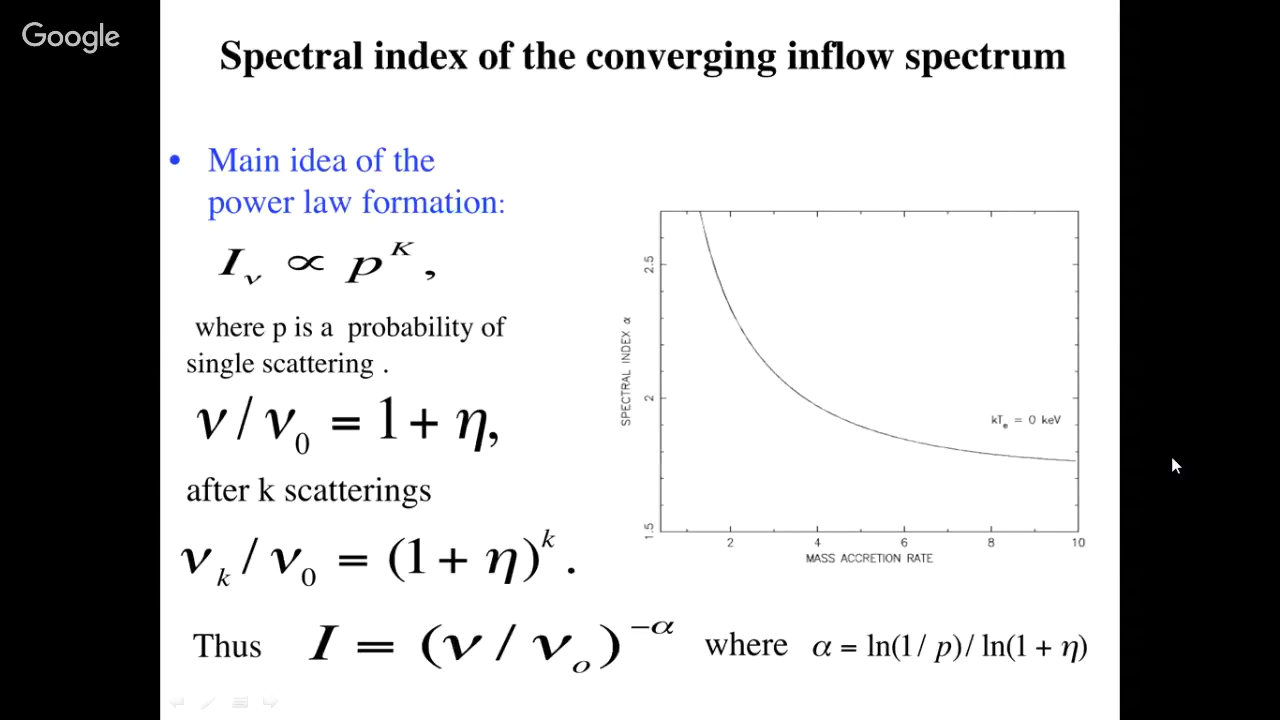 Google
Spectral index of the converging inflow spectrum
• Main idea of the
power law formation:
I_ν ∝ p^K ,
where p is a probability of
single scattering .
ν / ν_0 = 1 + η,
after k scatterings
ν_k / ν_0 = (1 + η)^k .
Thus I = (ν / ν_o)^{-α} where α = ln(1 / p) / ln(1 + η)
2.5
2
1.5
SPECTRAL INDEX α
kT_e = 0 keV
2 4 6 8 10
MASS ACCRETION RATE